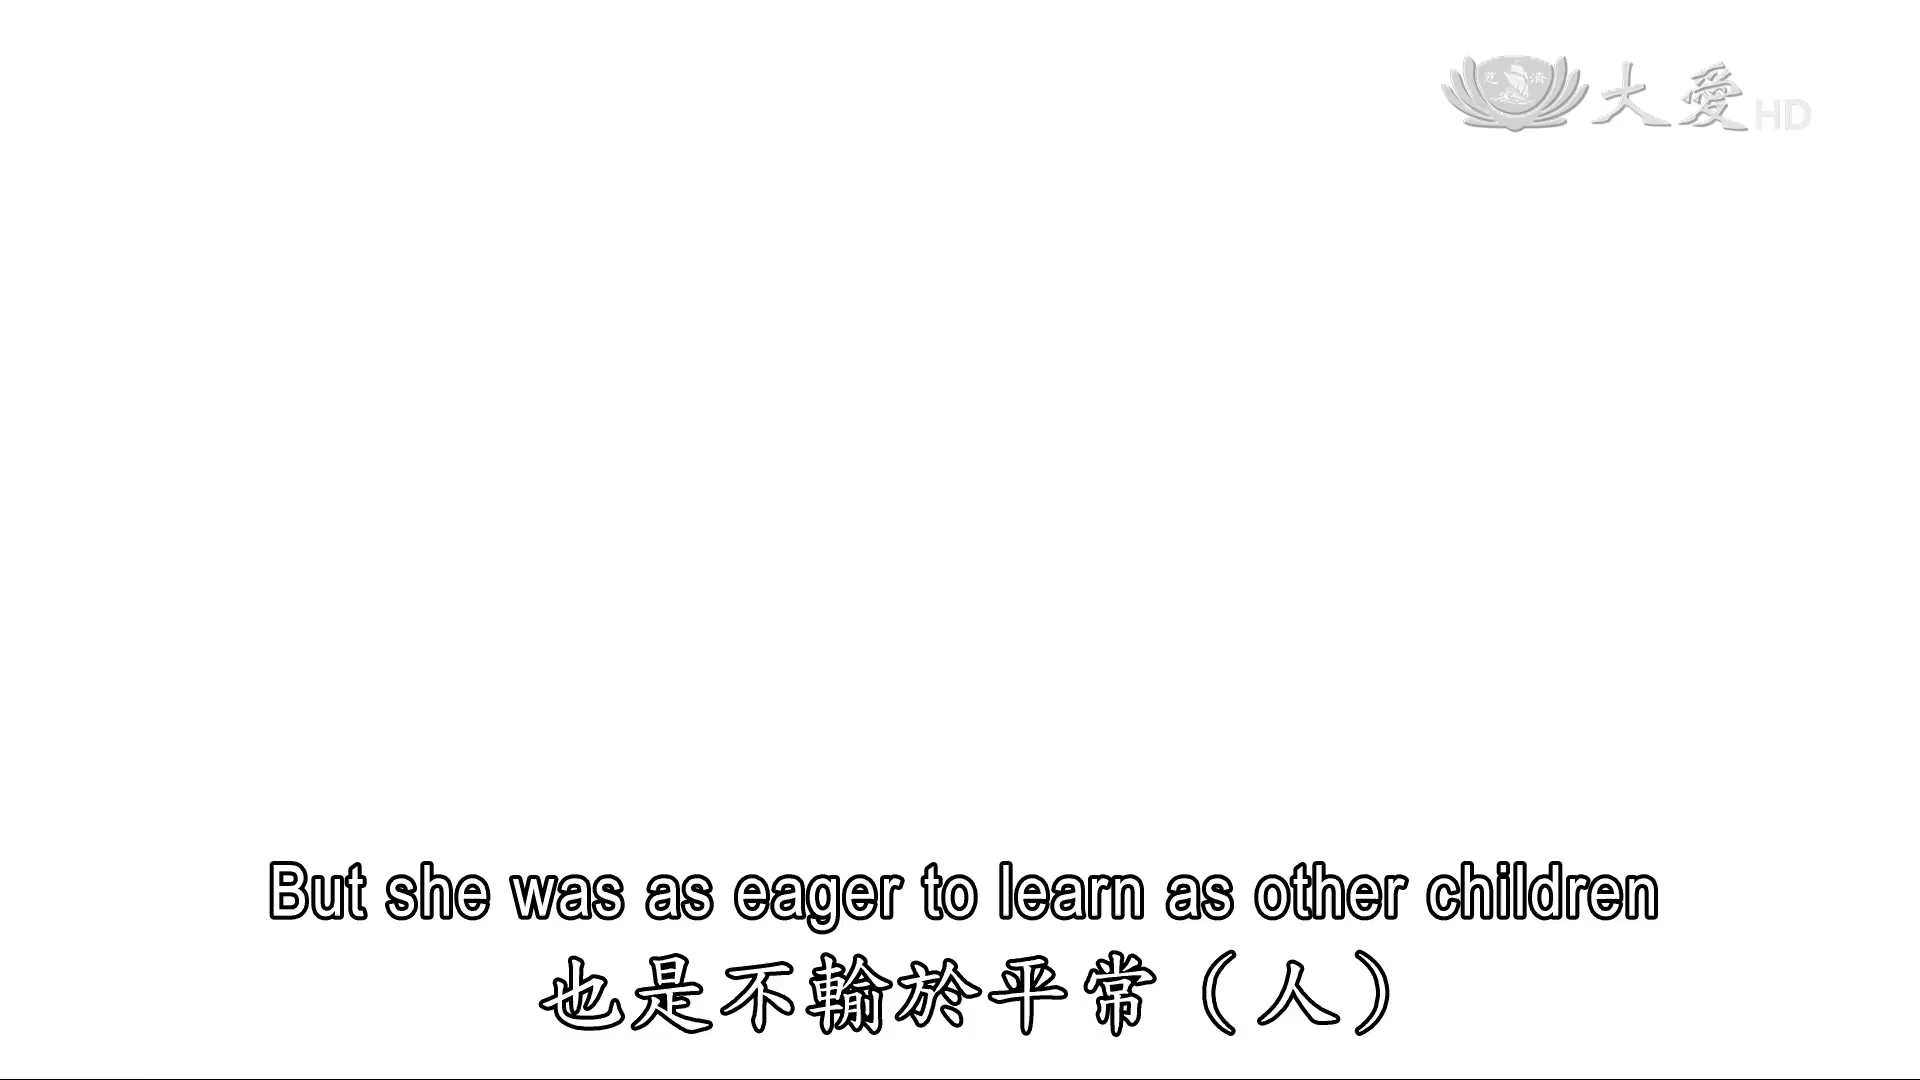 大愛HD
But she was as eager to learn as other children
也是不輸於平常（人）